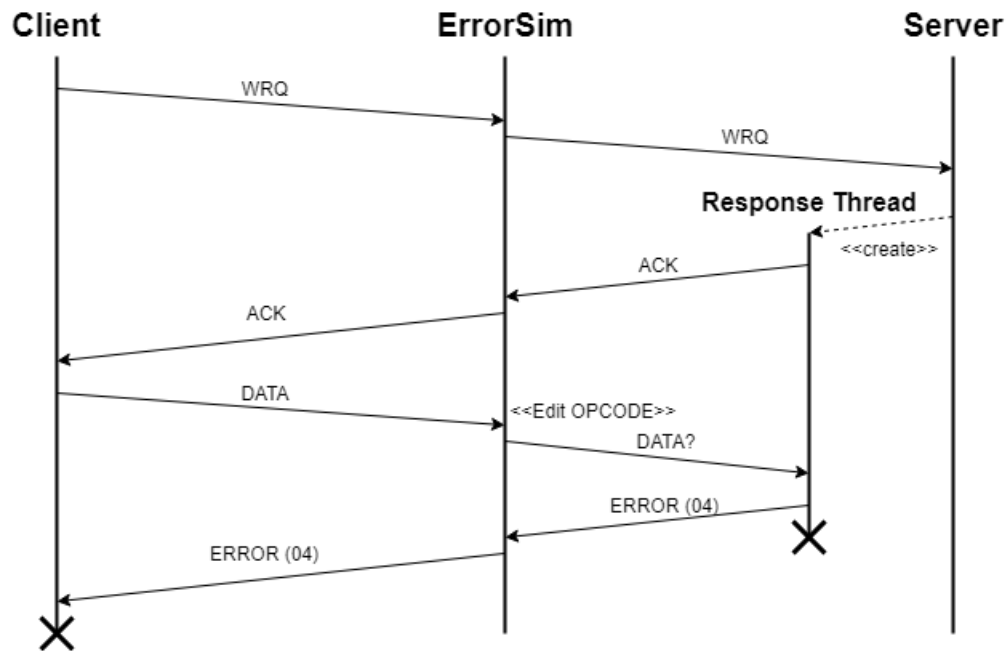 Client
ErrorSim
Server
WRQ
WRQ
Response Thread
<<create>>
ACK
ACK
DATA
<<Edit OPCODE>>
DATA?
ERROR (04)
ERROR (04)